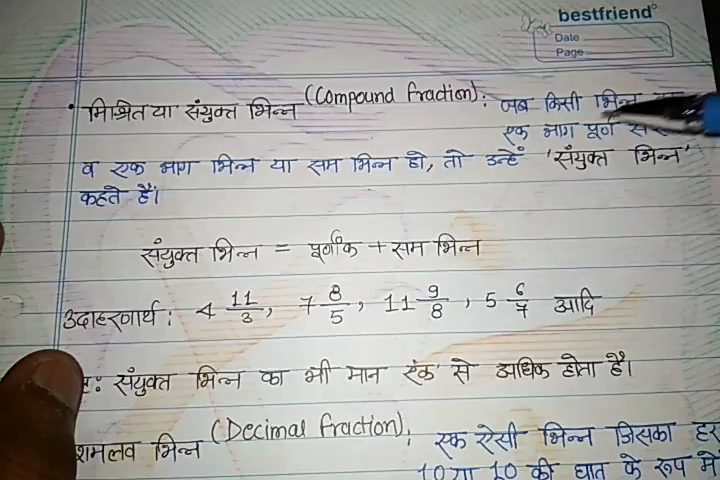 bestfriend
Date
Page
• मिश्रित या संयुक्त भिन्न (Compound fraction): जब किसी भिन्न
एक भाग पूर्ण
व एक भाग भिन्न या सम भिन्न हो, तो उन्हें 'संयुक्त भिन्न'
कहते हैं।
संयुक्त भिन्न = पूर्णांक + सम भिन्न
उदाहरणार्थ: 4 11/3, 7 8/5, 11 9/8, 5 6/7 आदि
संयुक्त भिन्न का भी मान 'एक' से अधिक होता है।
शमलव भिन्न (Decimal fraction): एक ऐसी भिन्न जिसका हर
10 या 10 की घात के रूप में